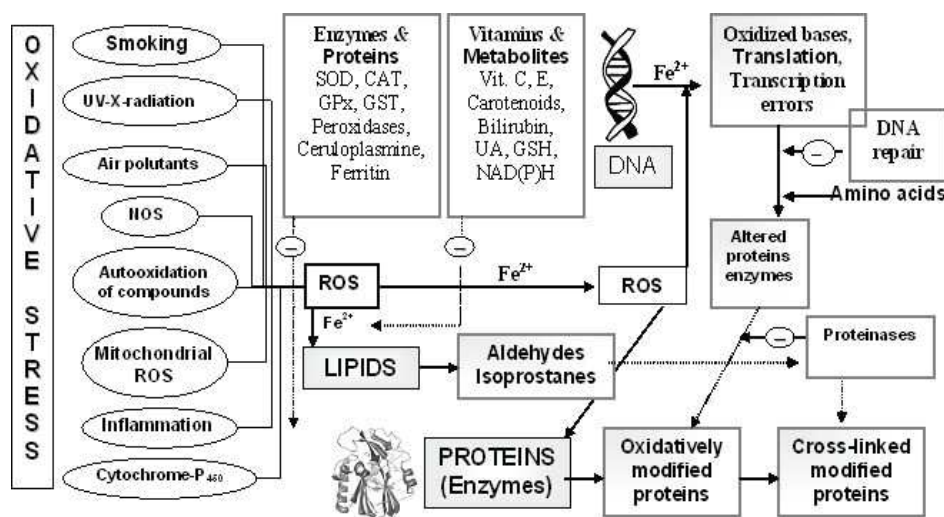 OXIDATIVE STRESS
Smoking
UV-X-radiation
Air polutants
NOS
Autooxidation
of compounds
Mitochondrial
ROS
Inflammation
Cytochrome-P450
Enzymes &
Proteins
SOD, CAT,
GPx, GST,
Peroxidases,
Ceruloplasmine,
Ferritin
–
Vitamins &
Metabolites
Vit. C, E,
Carotenoids,
Bilirubin,
UA, GSH,
NAD(P)H
–
DNA
Fe2+
Oxidized bases,
Translation,
Transcription
errors
–
DNA
repair
Amino acids
Altered
proteins
enzymes
ROS
Fe2+
ROS
Fe2+
LIPIDS
Aldehydes
Isoprostanes
–
Proteinases
PROTEINS
(Enzymes)
Oxidatively
modified
proteins
Cross-linked
modified
proteins